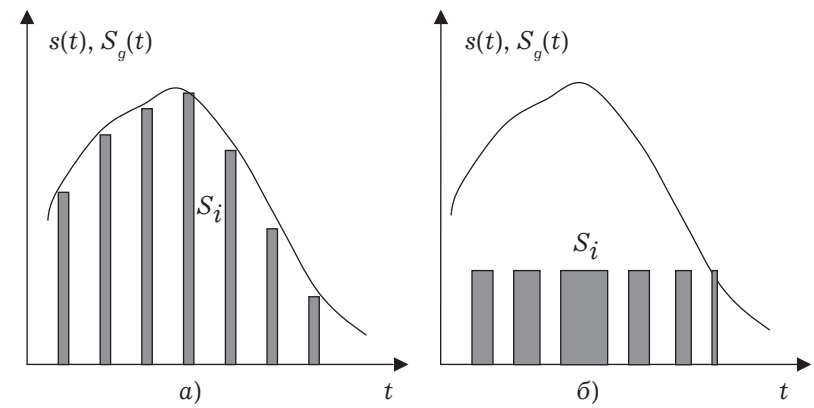 s(t), S_g(t)
s(t), S_g(t)
S_i
S_i
а)
t
б)
t